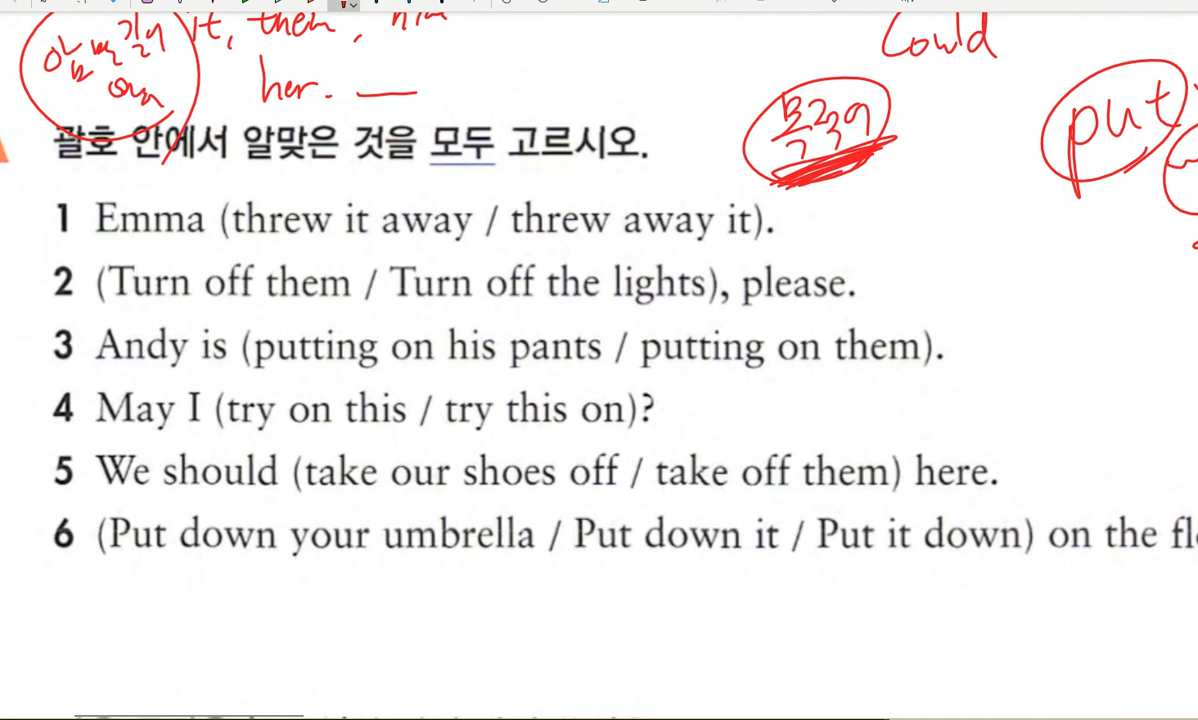 it, them, him
Could
her.
목적어
put
괄호 안에서 알맞은 것을 모두 고르시오.
1 Emma (threw it away / threw away it).
2 (Turn off them / Turn off the lights), please.
3 Andy is (putting on his pants / putting on them).
4 May I (try on this / try this on)?
5 We should (take our shoes off / take off them) here.
6 (Put down your umbrella / Put down it / Put it down) on the